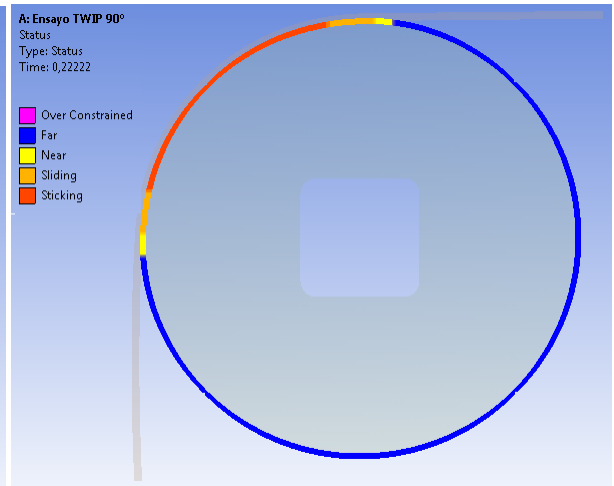 A: Ensayo TWIP 90º
Status
Type: Status
Time: 0,22222
Over Constrained
Far
Near
Sliding
Sticking